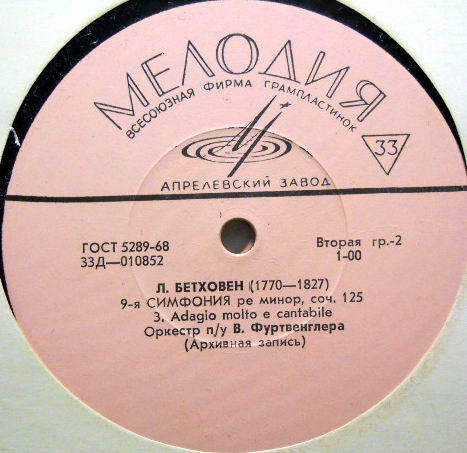 МЕЛОДИЯ
ВСЕСОЮЗНАЯ ФИРМА ГРАМПЛАСТИНОК
33
АПРЕЛЕВСКИЙ ЗАВОД
ГОСТ 5289-68 Вторая гр.-2
33Д—010852 1-00
Л. БЕТХОВЕН (1770—1827)
9-я СИМФОНИЯ ре минор, соч. 125
3. Adagio molto e cantabile
Оркестр п/у В. Фуртвенглера
(Архивная запись)